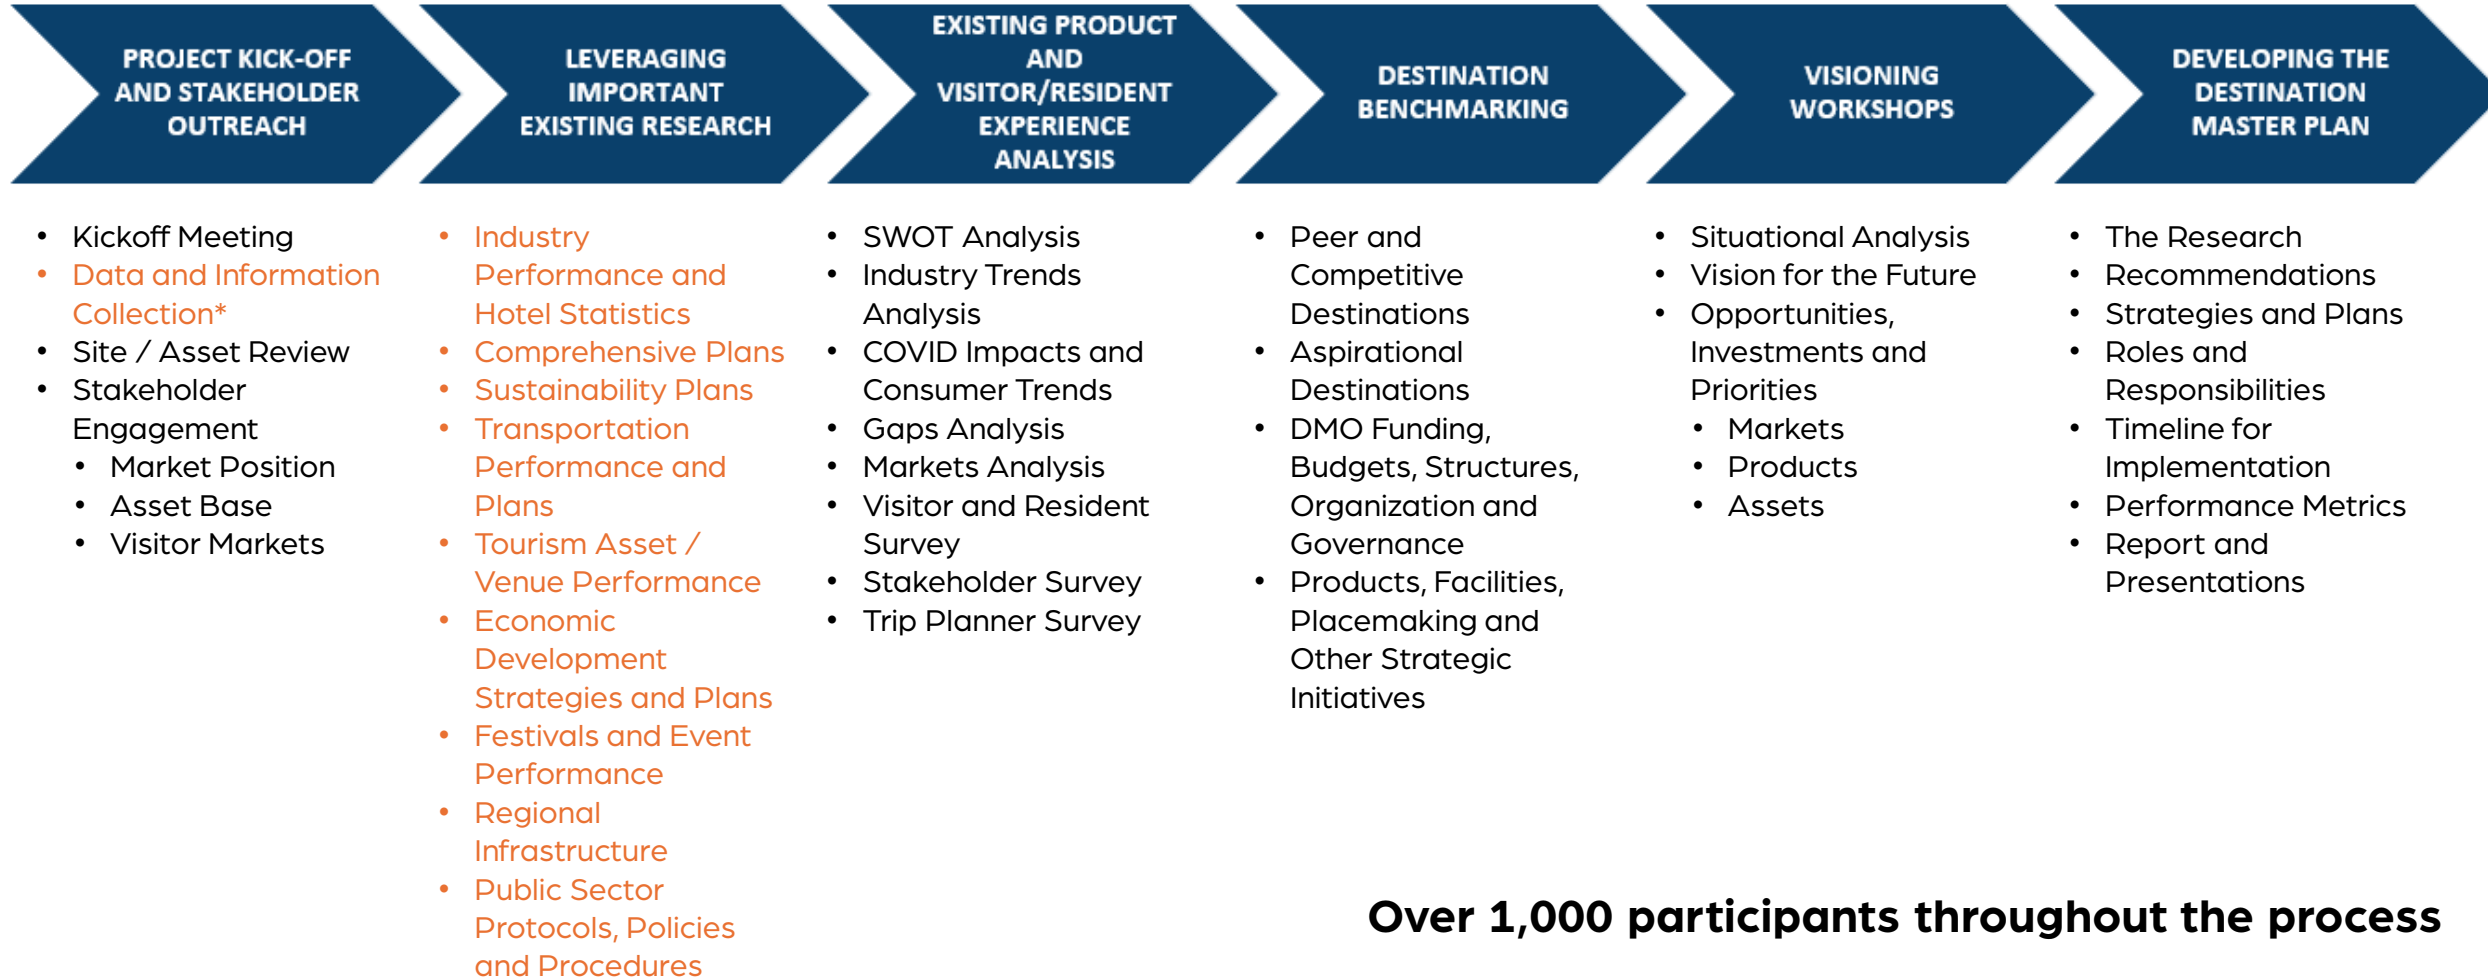 PROJECT KICK-OFF
AND STAKEHOLDER
OUTREACH
• Kickoff Meeting
• Data and Information
Collection*
• Site / Asset Review
• Stakeholder
Engagement
• Market Position
• Asset Base
• Visitor Markets
LEVERAGING
IMPORTANT
EXISTING RESEARCH
• Industry
Performance and
Hotel Statistics
• Comprehensive Plans
• Sustainability Plans
• Transportation
Performance and
Plans
• Tourism Asset /
Venue Performance
• Economic
Development
Strategies and Plans
• Festivals and Event
Performance
• Regional
Infrastructure
• Public Sector
Protocols, Policies
and Procedures
EXISTING PRODUCT
AND
VISITOR/RESIDENT
EXPERIENCE
ANALYSIS
• SWOT Analysis
• Industry Trends
Analysis
• COVID Impacts and
Consumer Trends
• Gaps Analysis
• Markets Analysis
• Visitor and Resident
Survey
• Stakeholder Survey
• Trip Planner Survey
DESTINATION
BENCHMARKING
• Peer and
Competitive
Destinations
• Aspirational
Destinations
• DMO Funding,
Budgets, Structures,
Organization and
Governance
• Products, Facilities,
Placemaking and
Other Strategic
Initiatives
VISIONING
WORKSHOPS
• Situational Analysis
• Vision for the Future
• Opportunities,
Investments and
Priorities
• Markets
• Products
• Assets
DEVELOPING THE
DESTINATION
MASTER PLAN
• The Research
• Recommendations
• Strategies and Plans
• Roles and
Responsibilities
• Timeline for
Implementation
• Performance Metrics
• Report and
Presentations
Over 1,000 participants throughout the process